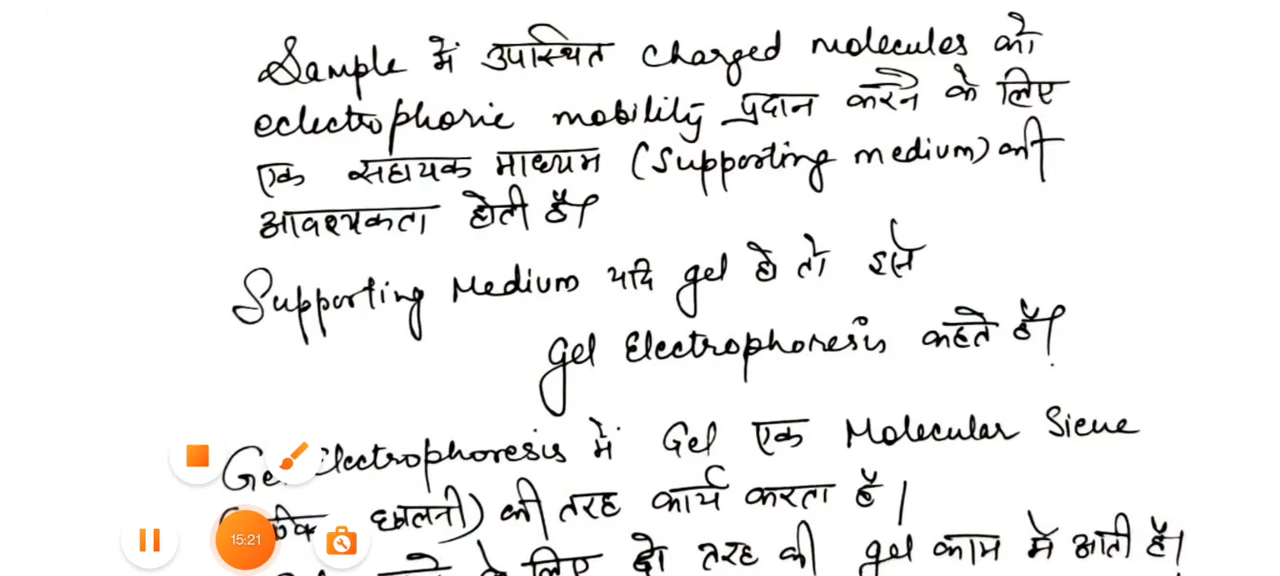 Sample में उपस्थित charged molecules को
eclectrophoric mobility प्रदान करने के लिए
एक सहायक माध्यम (Supporting medium) की
आवश्यकता होती है।
Supporting Medium यदि gel हो तो इसे
gel Electrophoresis कहते हैं।
Gel Electrophoresis में Gel एक Molecular Sieve
छलनी) की तरह कार्य करता है।
के लिए दो तरह की gel काम में आती हैं।
15:21